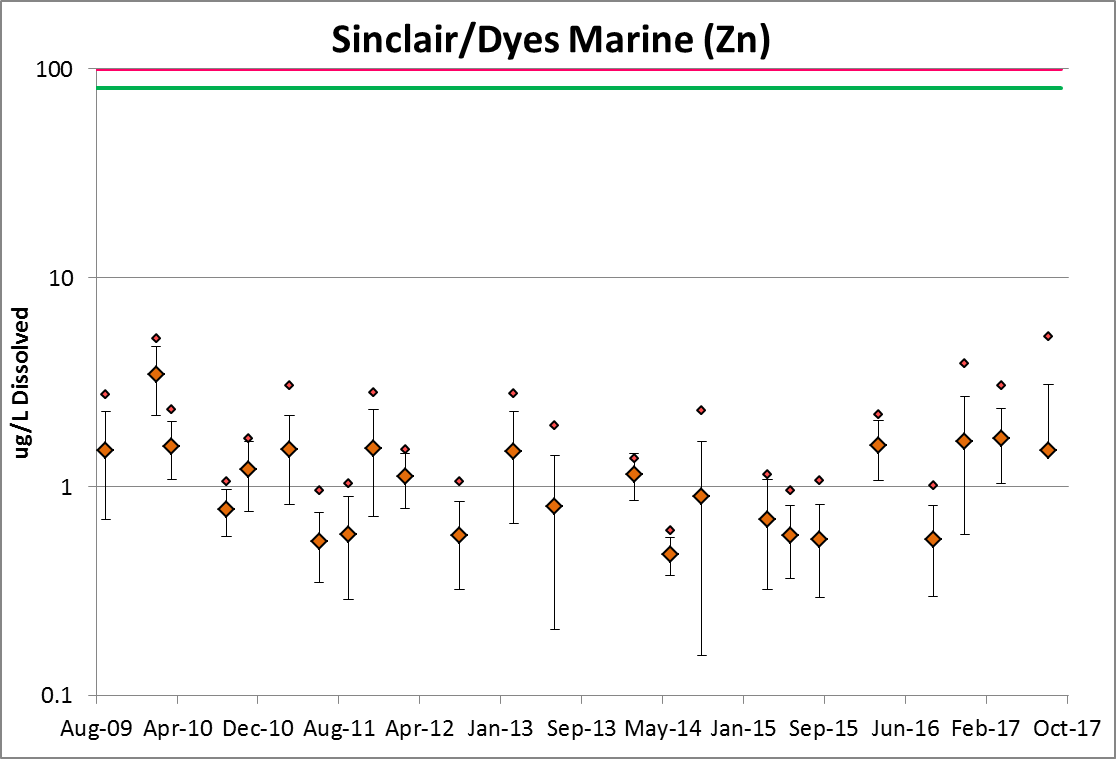 Sinclair/Dyes Marine (Zn)
100
10
1
0.1
ug/L Dissolved
Aug-09 Apr-10 Dec-10 Aug-11 Apr-12 Jan-13 Sep-13 May-14 Jan-15 Sep-15 Jun-16 Feb-17 Oct-17